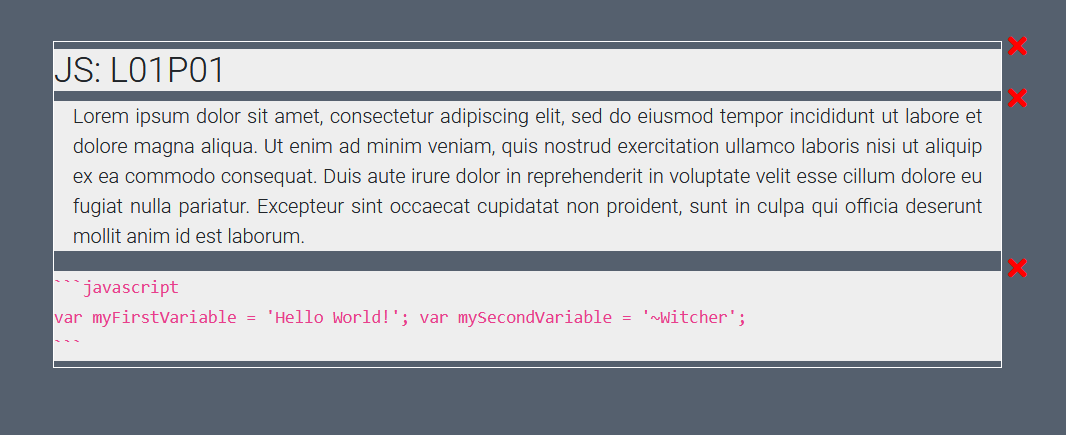 JS: L01P01
Lorem ipsum dolor sit amet, consectetur adipiscing elit, sed do eiusmod tempor incididunt ut labore et
dolore magna aliqua. Ut enim ad minim veniam, quis nostrud exercitation ullamco laboris nisi ut aliquip
ex ea commodo consequat. Duis aute irure dolor in reprehenderit in voluptate velit esse cillum dolore eu
fugiat nulla pariatur. Excepteur sint occaecat cupidatat non proident, sunt in culpa qui officia deserunt
mollit anim id est laborum.
```javascript
var myFirstVariable = 'Hello World!'; var mySecondVariable = '~Witcher';
```